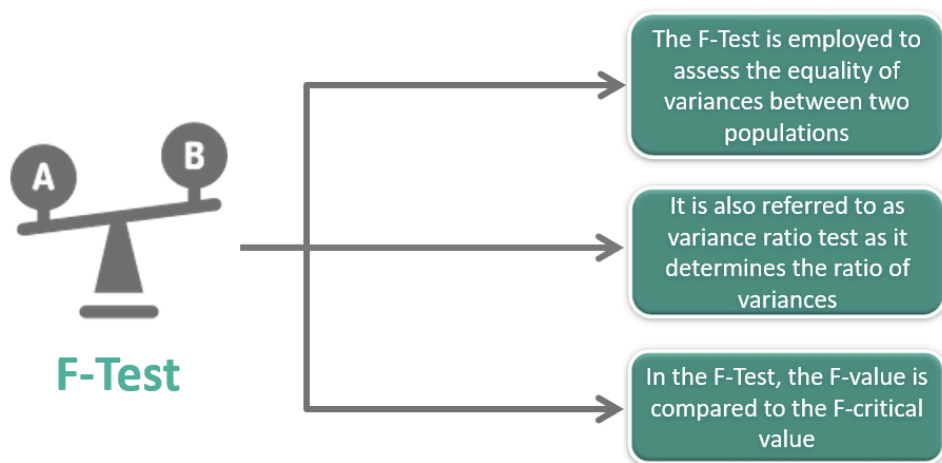 A
B
F-Test
The F-Test is employed to
assess the equality of
variances between two
populations
It is also referred to as
variance ratio test as it
determines the ratio of
variances
In the F-Test, the F-value is
compared to the F-critical
value